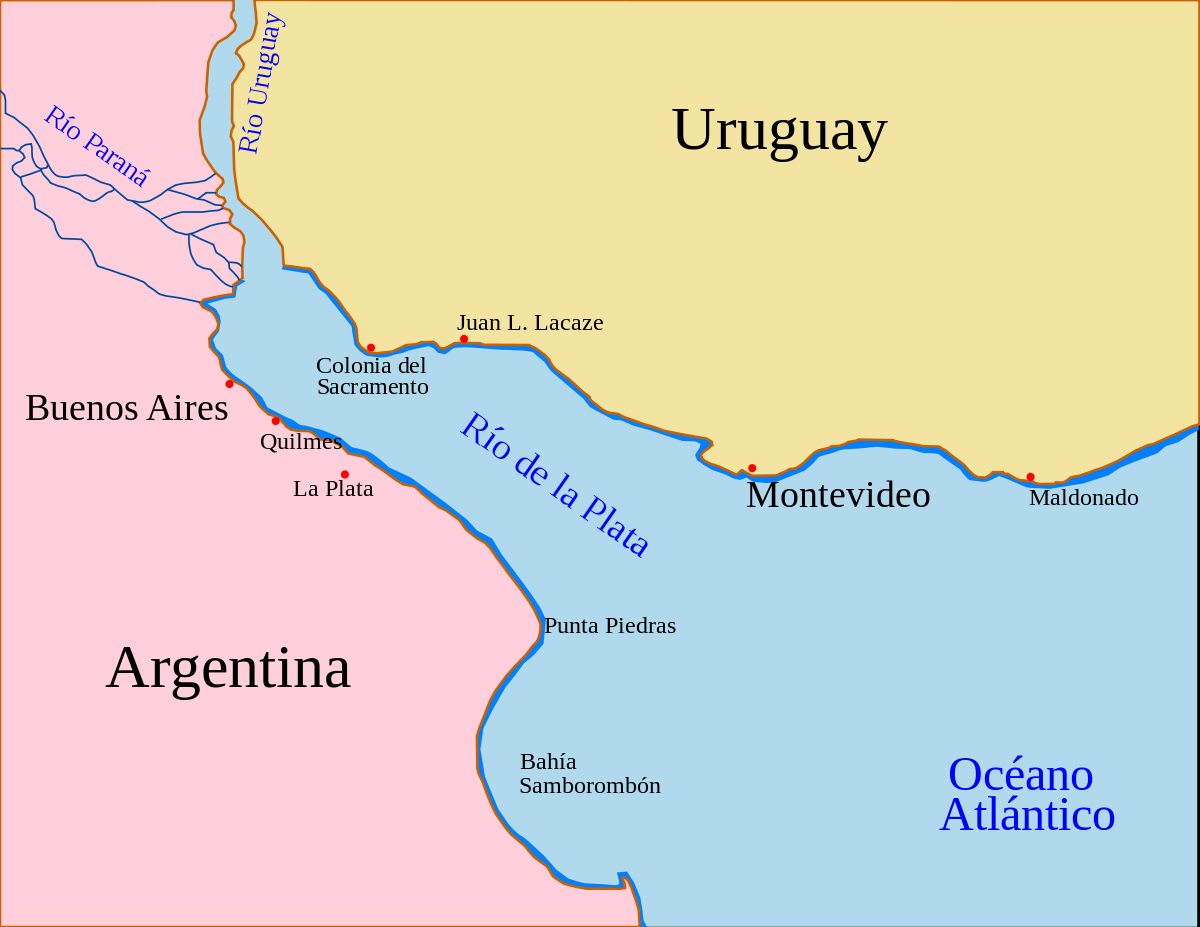 Río Uruguay
Río Paraná
Uruguay
Juan L. Lacaze
Colonia del
Sacramento
Buenos Aires
Quilmes
La Plata
Río de la Plata
Montevideo
Maldonado
Punta Piedras
Argentina
Bahía
Samborombón
Océano
Atlántico